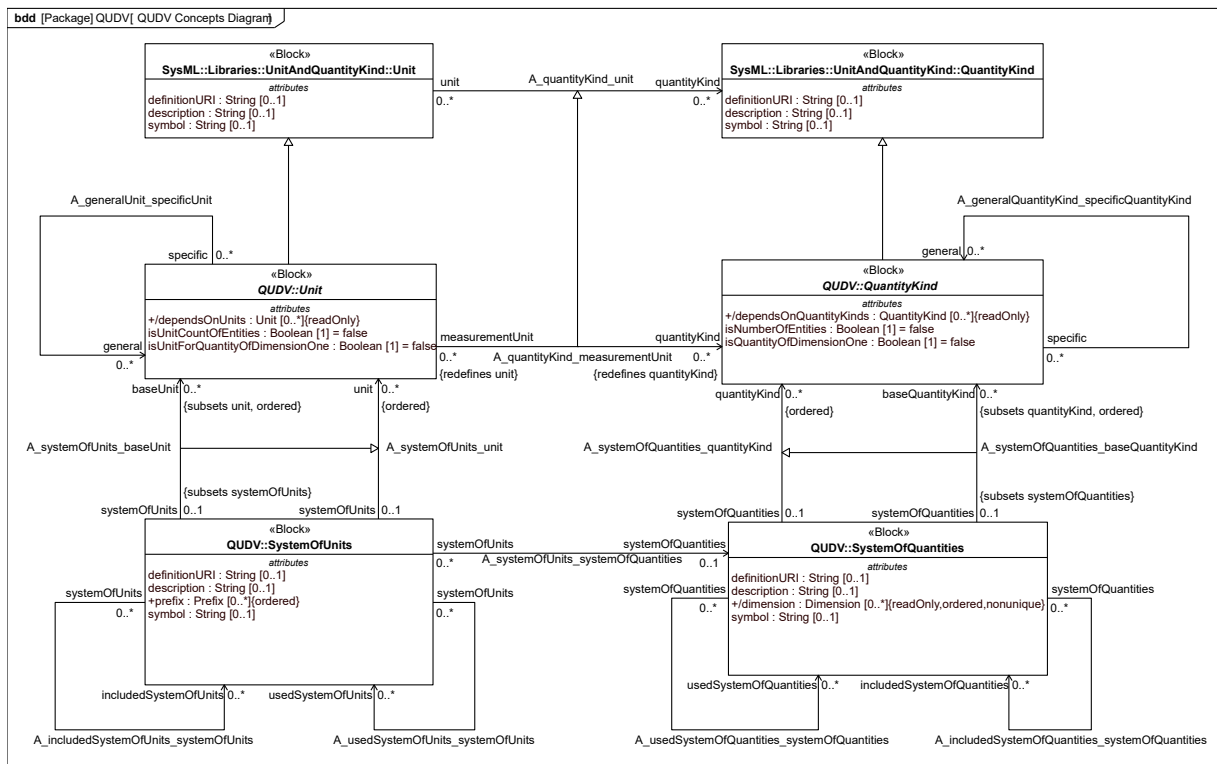 bdd [Package] QUDV[ QUDV Concepts Diagram]
«Block»
SysML::Libraries::UnitAndQuantityKind::Unit
attributes
definitionURI : String [0..1]
description : String [0..1]
symbol : String [0..1]
unit
0..*
A_quantityKind_unit
quantityKind
0..*
«Block»
SysML::Libraries::UnitAndQuantityKind::QuantityKind
attributes
definitionURI : String [0..1]
description : String [0..1]
symbol : String [0..1]
A_generalUnit_specificUnit
specific 0..*
A_generalQuantityKind_specificQuantityKind
general 0..*
«Block»
QUDV::Unit
attributes
+/dependsOnUnits : Unit [0..*]{readOnly}
isUnitCountOfEntities : Boolean [1] = false
isUnitForQuantityOfDimensionOne : Boolean [1] = false
general
0..*
measurementUnit
0..*
{redefines unit}
A_quantityKind_measurementUnit
quantityKind
0..*
{redefines quantityKind}
«Block»
QUDV::QuantityKind
attributes
+/dependsOnQuantityKinds : QuantityKind [0..*]{readOnly}
isNumberOfEntities : Boolean [1] = false
isQuantityOfDimensionOne : Boolean [1] = false
specific
0..*
baseUnit 0..*
{subsets unit, ordered}
unit 0..*
{ordered}
quantityKind 0..*
{ordered}
baseQuantityKind 0..*
{subsets quantityKind, ordered}
A_systemOfUnits_baseUnit
A_systemOfUnits_unit
A_systemOfQuantities_quantityKind
A_systemOfQuantities_baseQuantityKind
{subsets systemOfUnits}
systemOfUnits 0..1
systemOfUnits 0..1
systemOfQuantities 0..1
{subsets systemOfQuantities}
systemOfQuantities 0..1
«Block»
QUDV::SystemOfUnits
attributes
definitionURI : String [0..1]
description : String [0..1]
+prefix : Prefix [0..*]{ordered}
symbol : String [0..1]
systemOfUnits
0..*
A_systemOfUnits_systemOfQuantities
systemOfQuantities
0..1
«Block»
QUDV::SystemOfQuantities
attributes
definitionURI : String [0..1]
description : String [0..1]
+/dimension : Dimension [0..*]{readOnly,ordered,nonunique}
symbol : String [0..1]
systemOfUnits
0..*
systemOfUnits
0..*
systemOfQuantities
0..*
systemOfQuantities
0..*
includedSystemOfUnits 0..*
usedSystemOfUnits 0..*
usedSystemOfQuantities 0..*
includedSystemOfQuantities 0..*
A_includedSystemOfUnits_systemOfUnits
A_usedSystemOfUnits_systemOfUnits
A_usedSystemOfQuantities_systemOfQuantities
A_includedSystemOfQuantities_systemOfQuantities